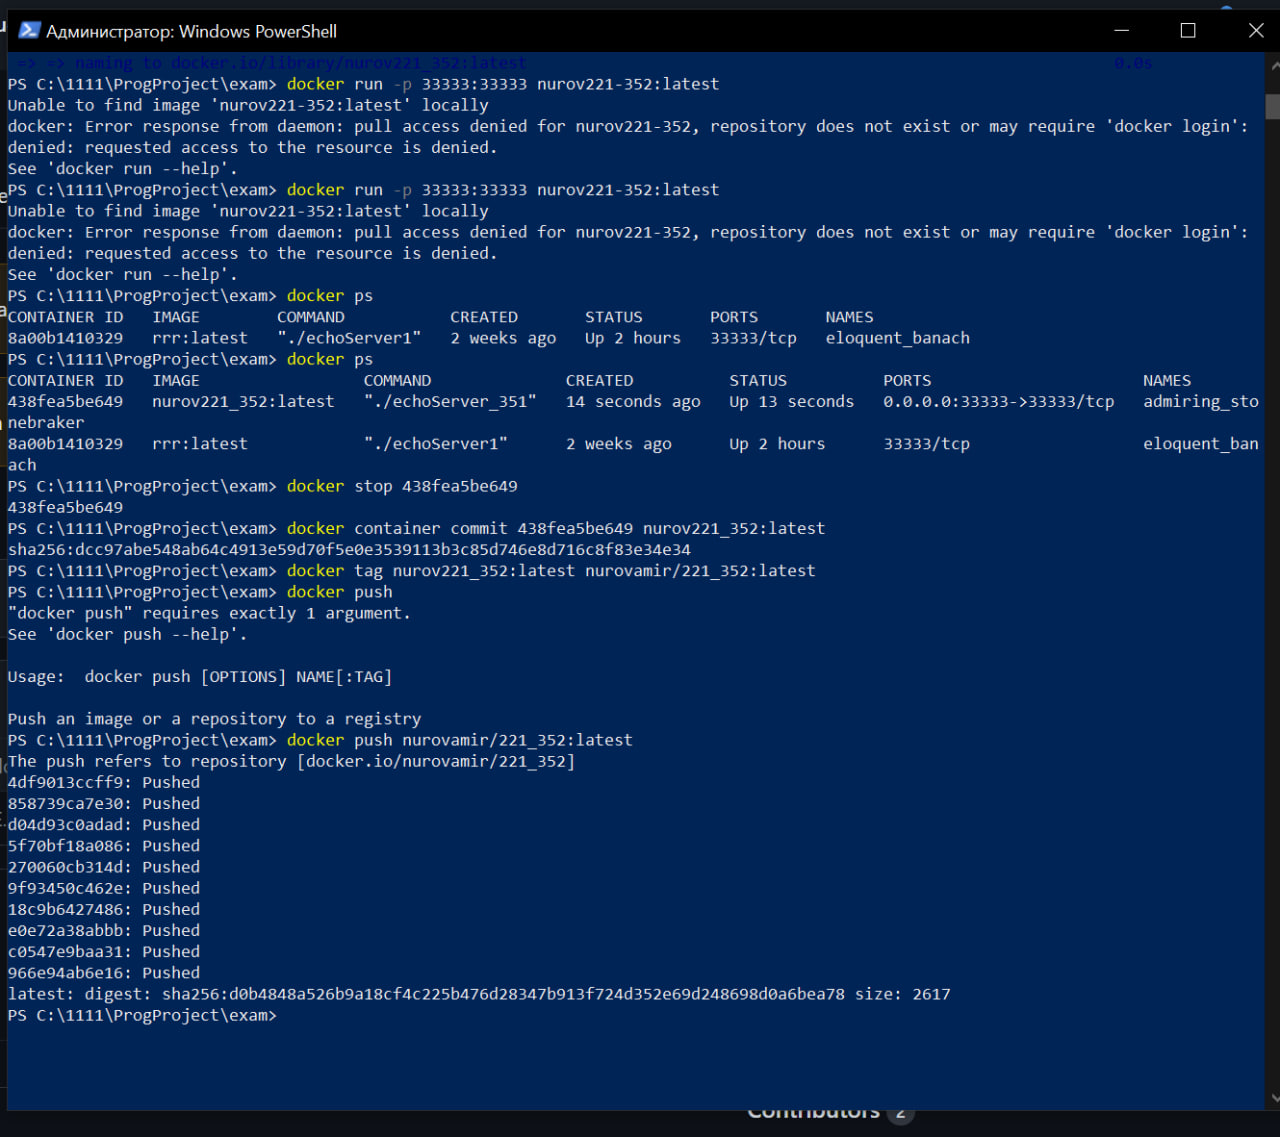 Администратор: Windows PowerShell
=> => naming to docker.io/library/nurov221_352:latest 0.0s
PS C:\1111\ProgProject\exam> docker run -p 33333:33333 nurov221-352:latest
Unable to find image 'nurov221-352:latest' locally
docker: Error response from daemon: pull access denied for nurov221-352, repository does not exist or may require 'docker login':
denied: requested access to the resource is denied.
See 'docker run --help'.
PS C:\1111\ProgProject\exam> docker run -p 33333:33333 nurov221-352:latest
Unable to find image 'nurov221-352:latest' locally
docker: Error response from daemon: pull access denied for nurov221-352, repository does not exist or may require 'docker login':
denied: requested access to the resource is denied.
See 'docker run --help'.
PS C:\1111\ProgProject\exam> docker ps
CONTAINER ID   IMAGE        COMMAND           CREATED       STATUS       PORTS       NAMES
8a00b1410329   rrr:latest   "./echoServer1"   2 weeks ago   Up 2 hours   33333/tcp   eloquent_banach
PS C:\1111\ProgProject\exam> docker ps
CONTAINER ID   IMAGE                 COMMAND              CREATED          STATUS          PORTS                      NAMES
438fea5be649   nurov221_352:latest   "./echoServer_351"   14 seconds ago   Up 13 seconds   0.0.0.0:33333->33333/tcp   admiring_sto
nebraker
8a00b1410329   rrr:latest            "./echoServer1"      2 weeks ago      Up 2 hours      33333/tcp                  eloquent_ban
ach
PS C:\1111\ProgProject\exam> docker stop 438fea5be649
438fea5be649
PS C:\1111\ProgProject\exam> docker container commit 438fea5be649 nurov221_352:latest
sha256:dcc97abe548ab64c4913e59d70f5e0e3539113b3c85d746e8d716c8f83e34e34
PS C:\1111\ProgProject\exam> docker tag nurov221_352:latest nurovamir/221_352:latest
PS C:\1111\ProgProject\exam> docker push
"docker push" requires exactly 1 argument.
See 'docker push --help'.
Usage:  docker push [OPTIONS] NAME[:TAG]
Push an image or a repository to a registry
PS C:\1111\ProgProject\exam> docker push nurovamir/221_352:latest
The push refers to repository [docker.io/nurovamir/221_352]
4df9013ccff9: Pushed
858739ca7e30: Pushed
d04d93c0adad: Pushed
5f70bf18a086: Pushed
270060cb314d: Pushed
9f93450c462e: Pushed
18c9b6427486: Pushed
e0e72a38abbb: Pushed
c0547e9baa31: Pushed
966e94ab6e16: Pushed
latest: digest: sha256:d0b4848a526b9a18cf4c225b476d28347b913f724d352e69d248698d0a6bea78 size: 2617
PS C:\1111\ProgProject\exam>
Contributors 2